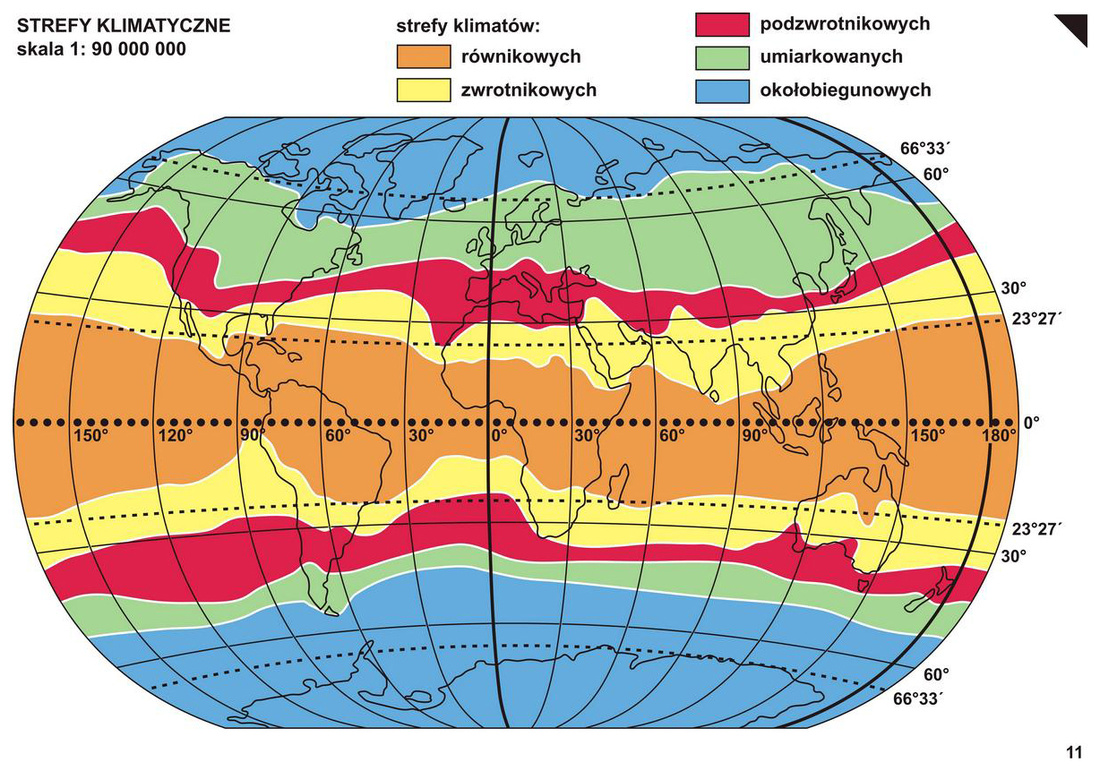 STREFY KLIMATYCZNE
skala 1: 90 000 000
strefy klimatów:
równikowych
zwrotnikowych
podzwrotnikowych
umiarkowanych
okołobiegunowych
66°33´
60°
30°
23°27´
0°
150° 120° 90° 60° 30° 0° 30° 60° 90° 150° 180°
23°27´
30°
60°
66°33´
11